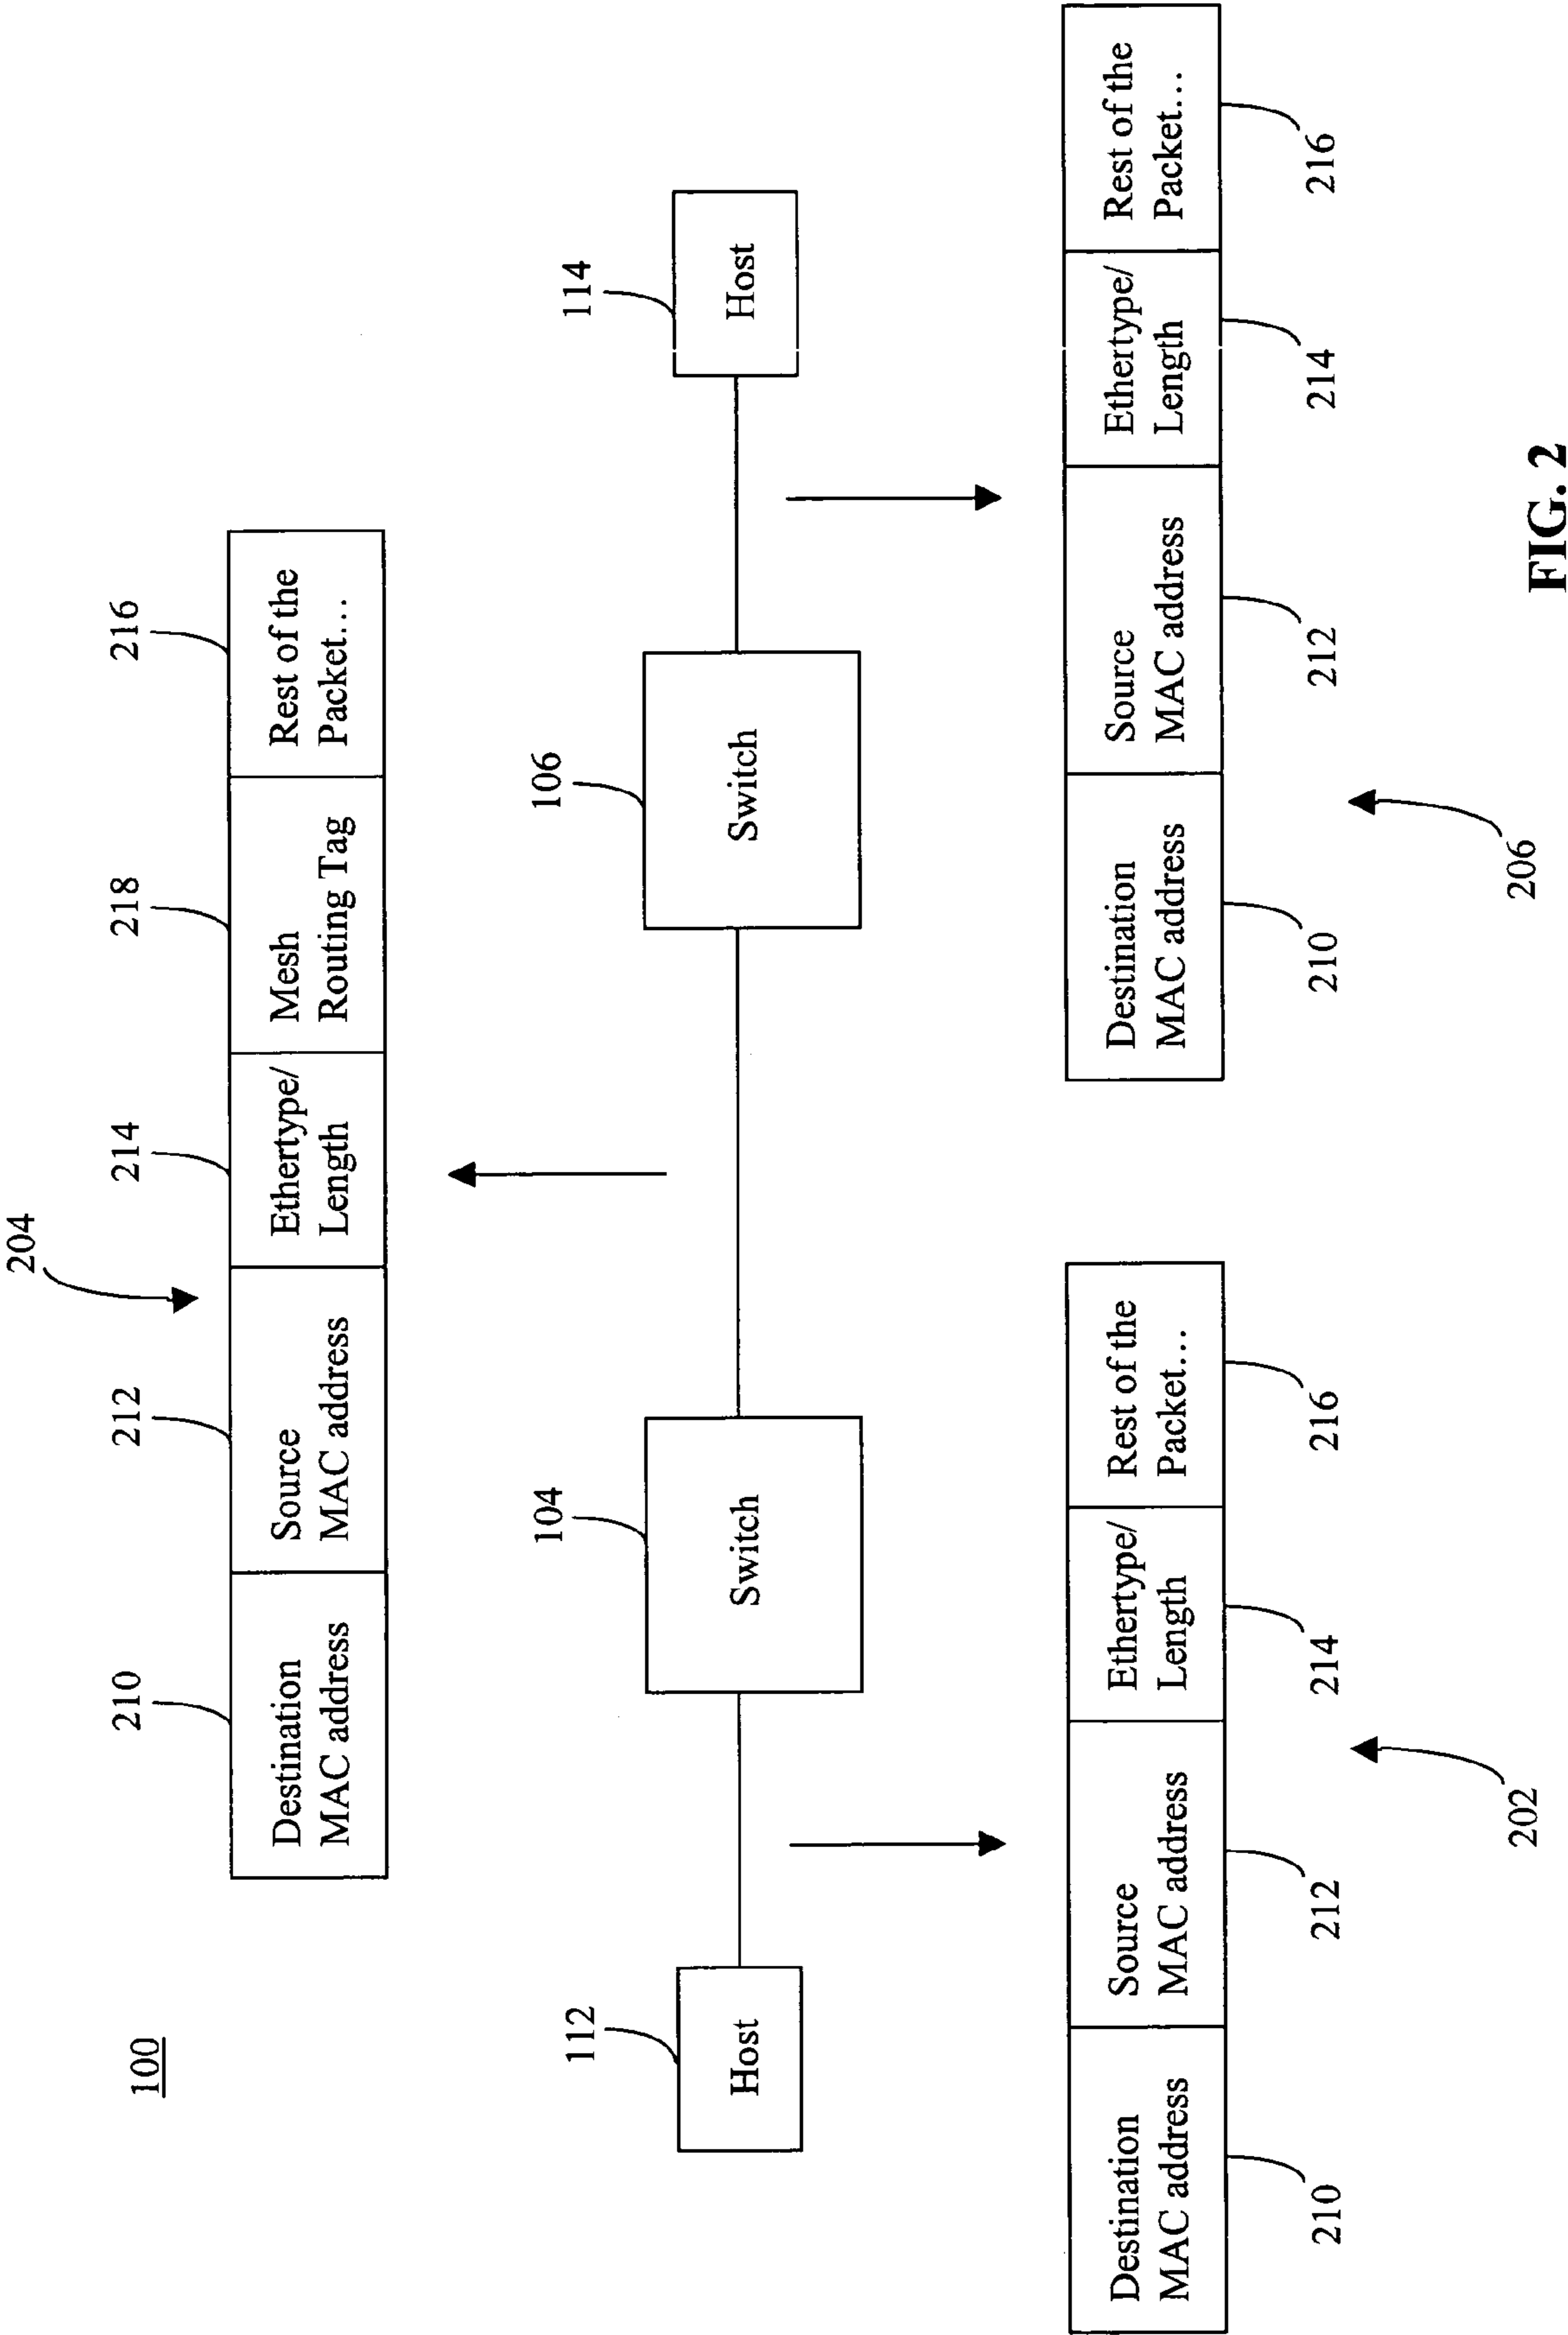 100
204
210
212
214
218
216
Destination
MAC address
Source
MAC address
Ethertype/
Length
Mesh
Routing Tag
Rest of the
Packet...
112
104
106
114
Host
Switch
Switch
Host
Destination
MAC address
Source
MAC address
Ethertype/
Length
Rest of the
Packet...
210
212
214
216
202
Destination
MAC address
Source
MAC address
Ethertype/
Length
Rest of the
Packet...
210
212
214
216
206
FIG. 2